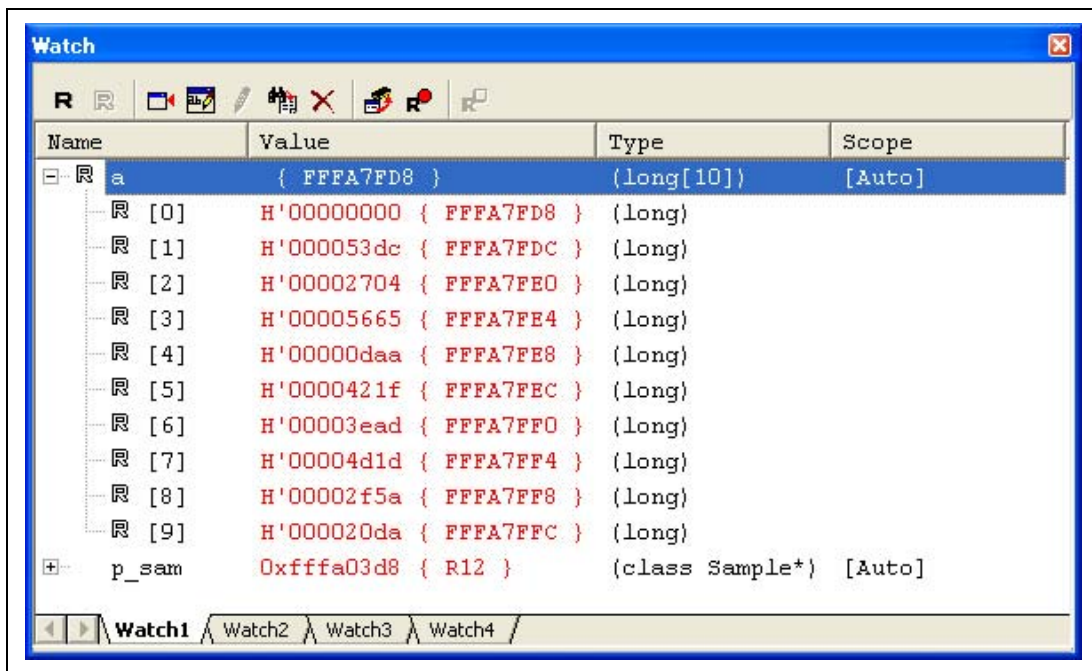 Watch
R R ab R R
Name Value Type Scope
R a { FFFA7FD8 } (long[10]) [Auto]
R [0] H'00000000 { FFFA7FD8 } (long)
R [1] H'000053dc { FFFA7FDC } (long)
R [2] H'00002704 { FFFA7FE0 } (long)
R [3] H'00005665 { FFFA7FE4 } (long)
R [4] H'00000daa { FFFA7FE8 } (long)
R [5] H'0000421f { FFFA7FEC } (long)
R [6] H'00003ead { FFFA7FF0 } (long)
R [7] H'00004d1d { FFFA7FF4 } (long)
R [8] H'00002f5a { FFFA7FF8 } (long)
R [9] H'000020da { FFFA7FFC } (long)
p_sam 0xfffa03d8 { R12 } (class Sample*) [Auto]
Watch1 Watch2 Watch3 Watch4